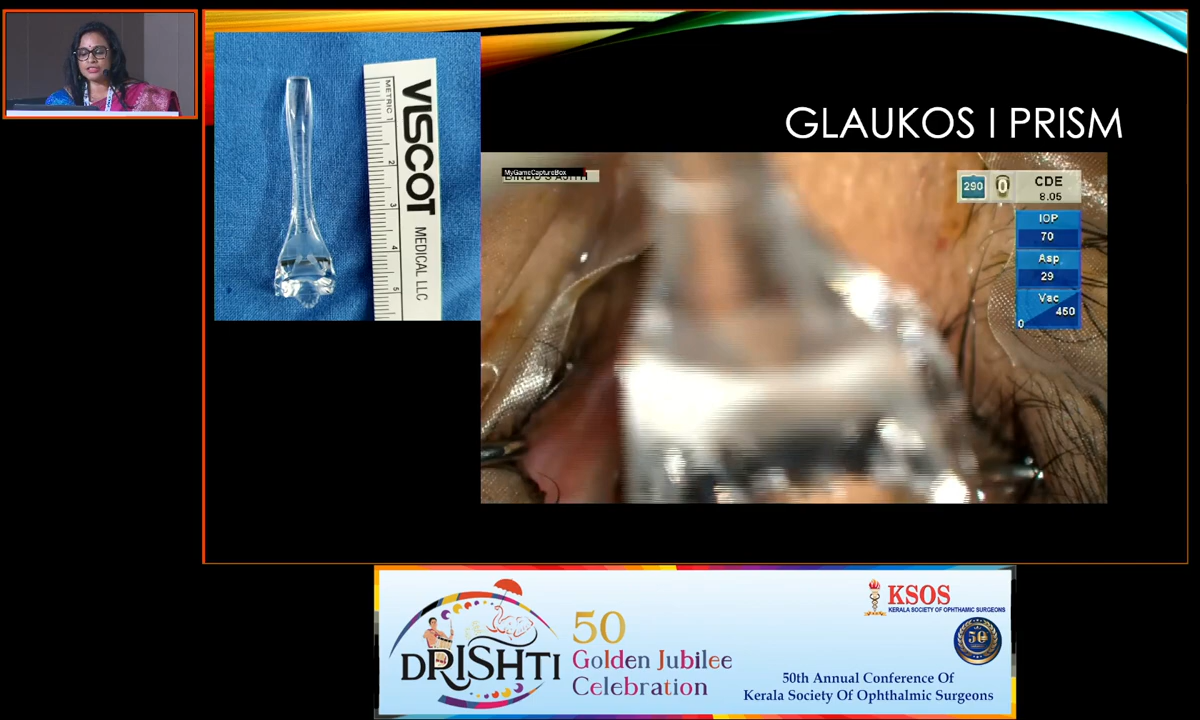 GLAUKOS I PRISM
METRIC 1
2
3
4
5
VISCOT MEDICAL LLC
MyGameCaptureBox
290
0
CDE
8.05
IOP
70
Asp
29
Vac
450
0
DRISHTI
50
Golden Jubilee
Celebration
KSOS
KERALA SOCIETY OF OPHTHAMIC SURGEONS
50
50th Annual Conference Of
Kerala Society Of Ophthalmic Surgeons